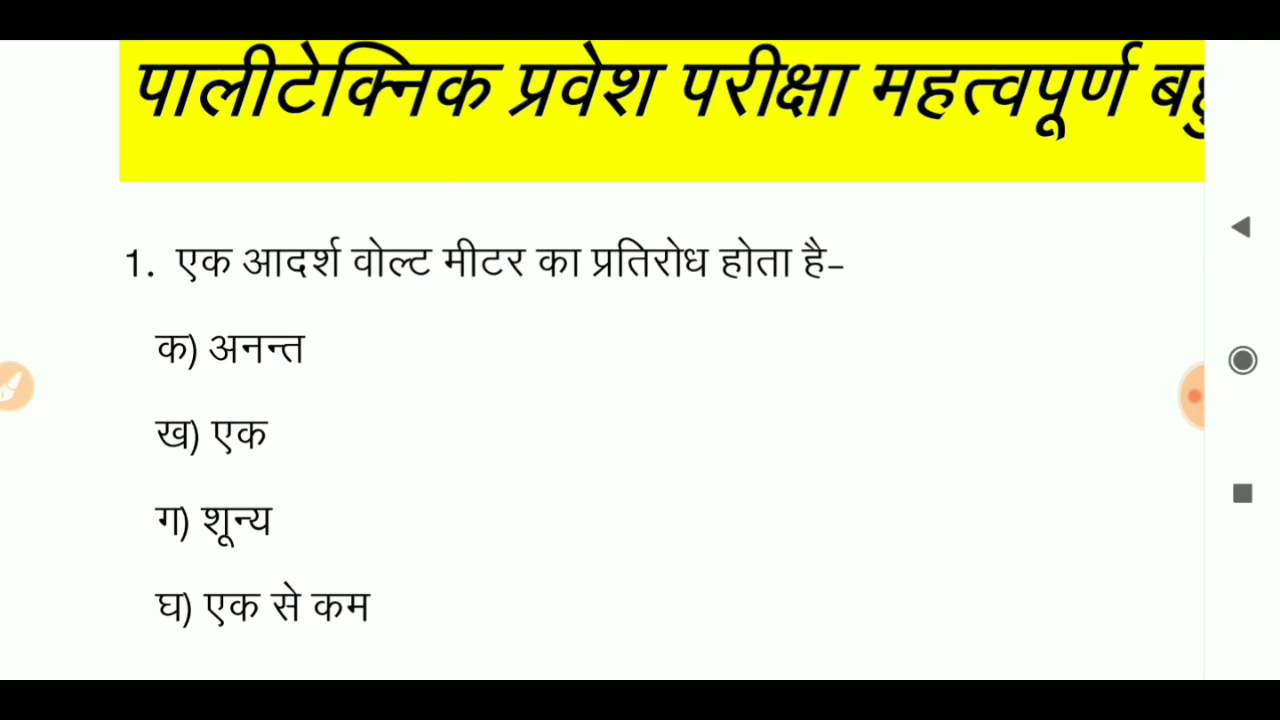 पालीटेक्निक प्रवेश परीक्षा महत्वपूर्ण
1. एक आदर्श वोल्ट मीटर का प्रतिरोध होता है-
क) अनन्त
ख) एक
ग) शून्य
घ) एक से कम